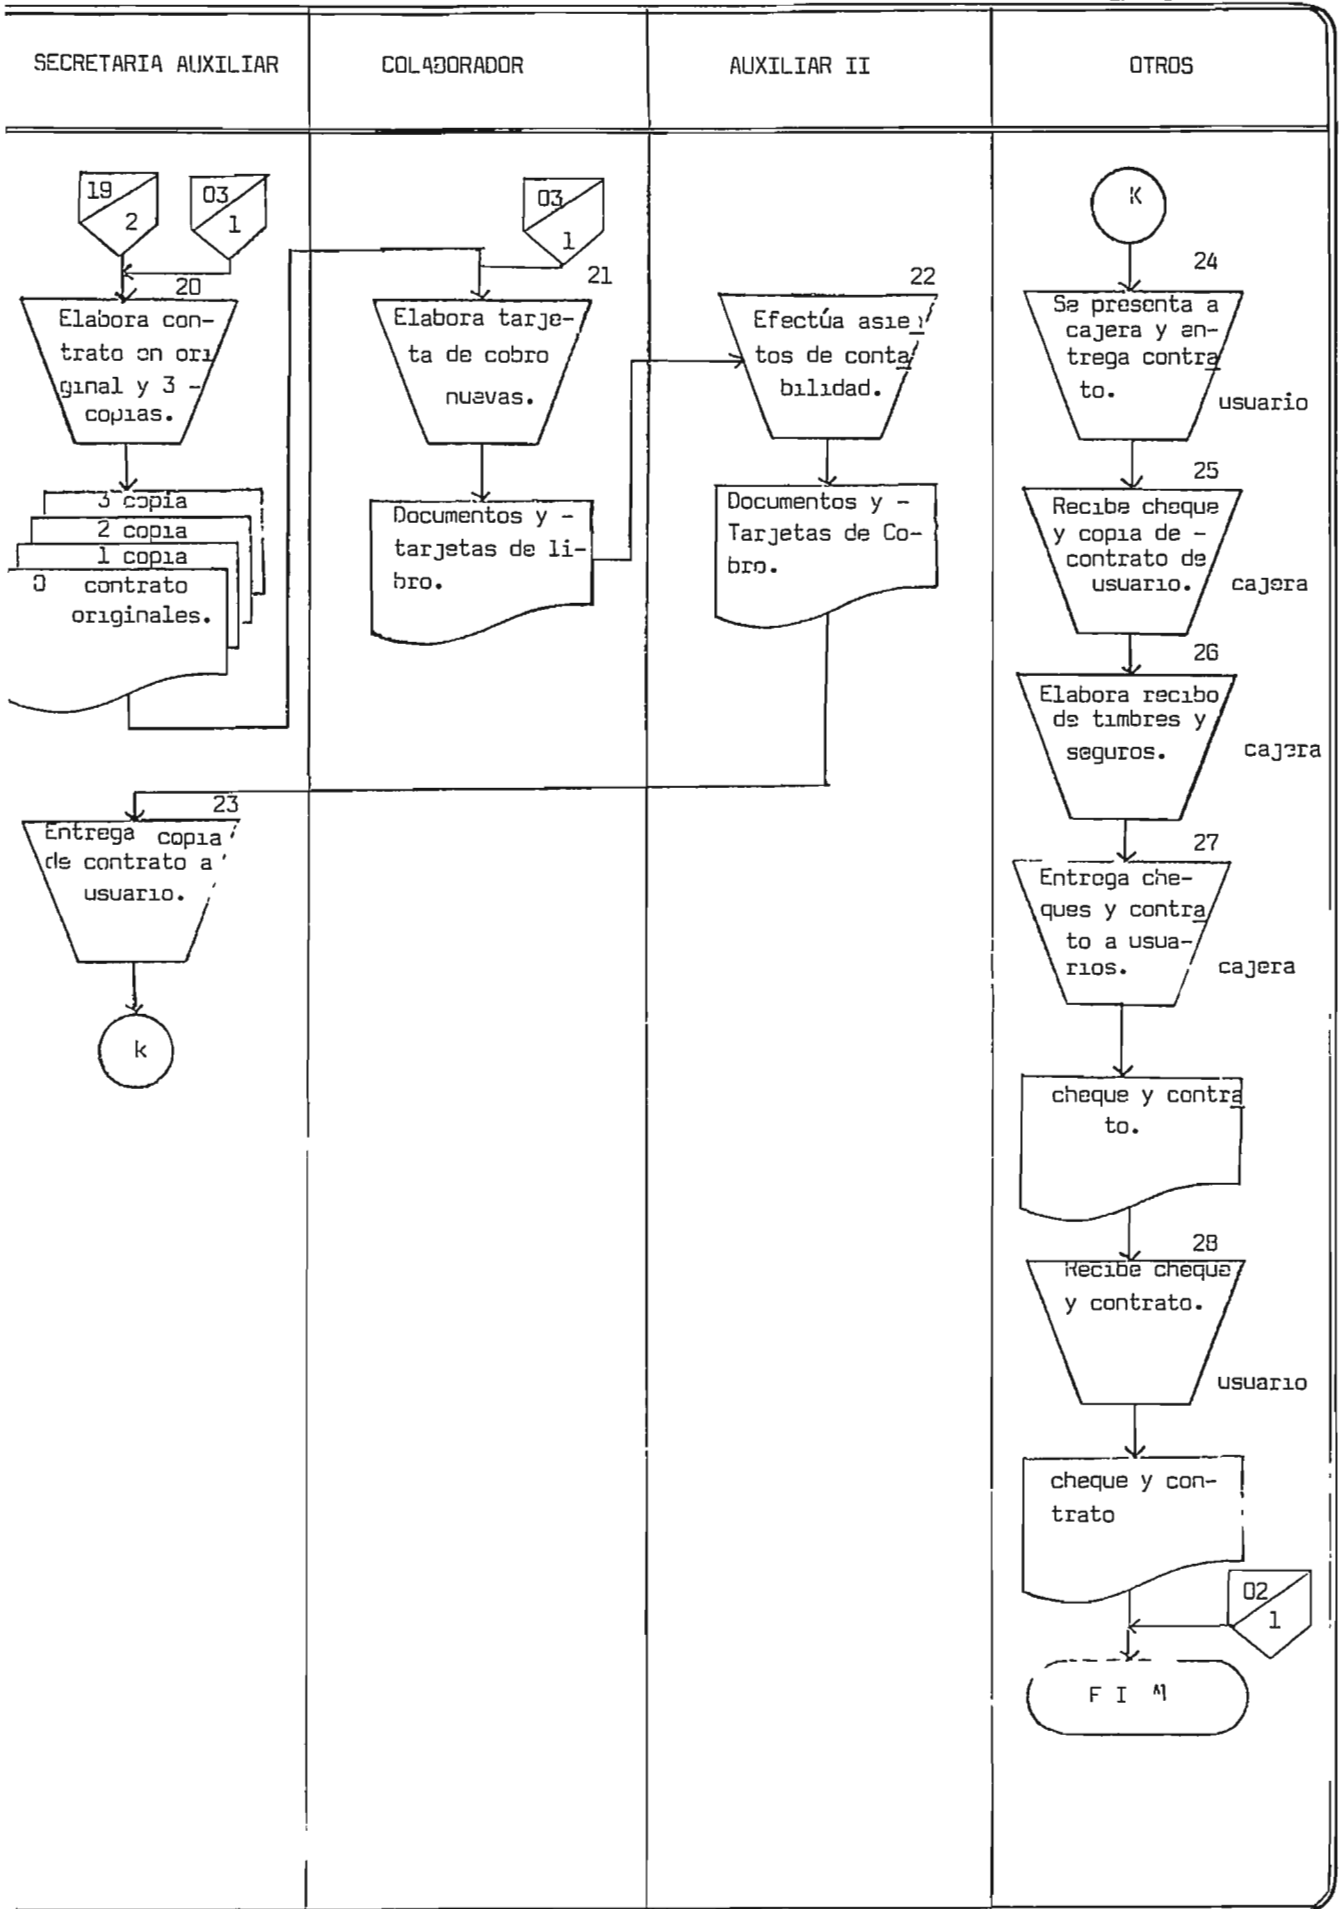 SECRETARIA AUXILIAR
COLABORADOR
AUXILIAR II
OTROS
19
2
03
1
20
Elabora con-
trato en ori
ginal y 3 -
copias.
3 copia
2 copia
1 copia
0 contrato
originales.
23
Entrega copia
de contrato a
usuario.
k
03
1
21
Elabora tarje-
ta de cobro
nuevas.
Documentos y -
tarjetas de li-
bro.
22
Efectúa asien
tos de conta
bilidad.
Documentos y -
Tarjetas de Co-
bro.
K
24
Se presenta a
cajera y en-
trega contra
to.
usuario
25
Recibe cheque
y copia de -
contrato de
usuario.
cajera
26
Elabora recibo
de timbres y
seguros.
cajera
27
Entrega che-
ques y contra
to a usua-
rios.
cajera
cheque y contra
to.
28
Recibe cheque
y contrato.
usuario
cheque y con-
trato
02
1
F I N